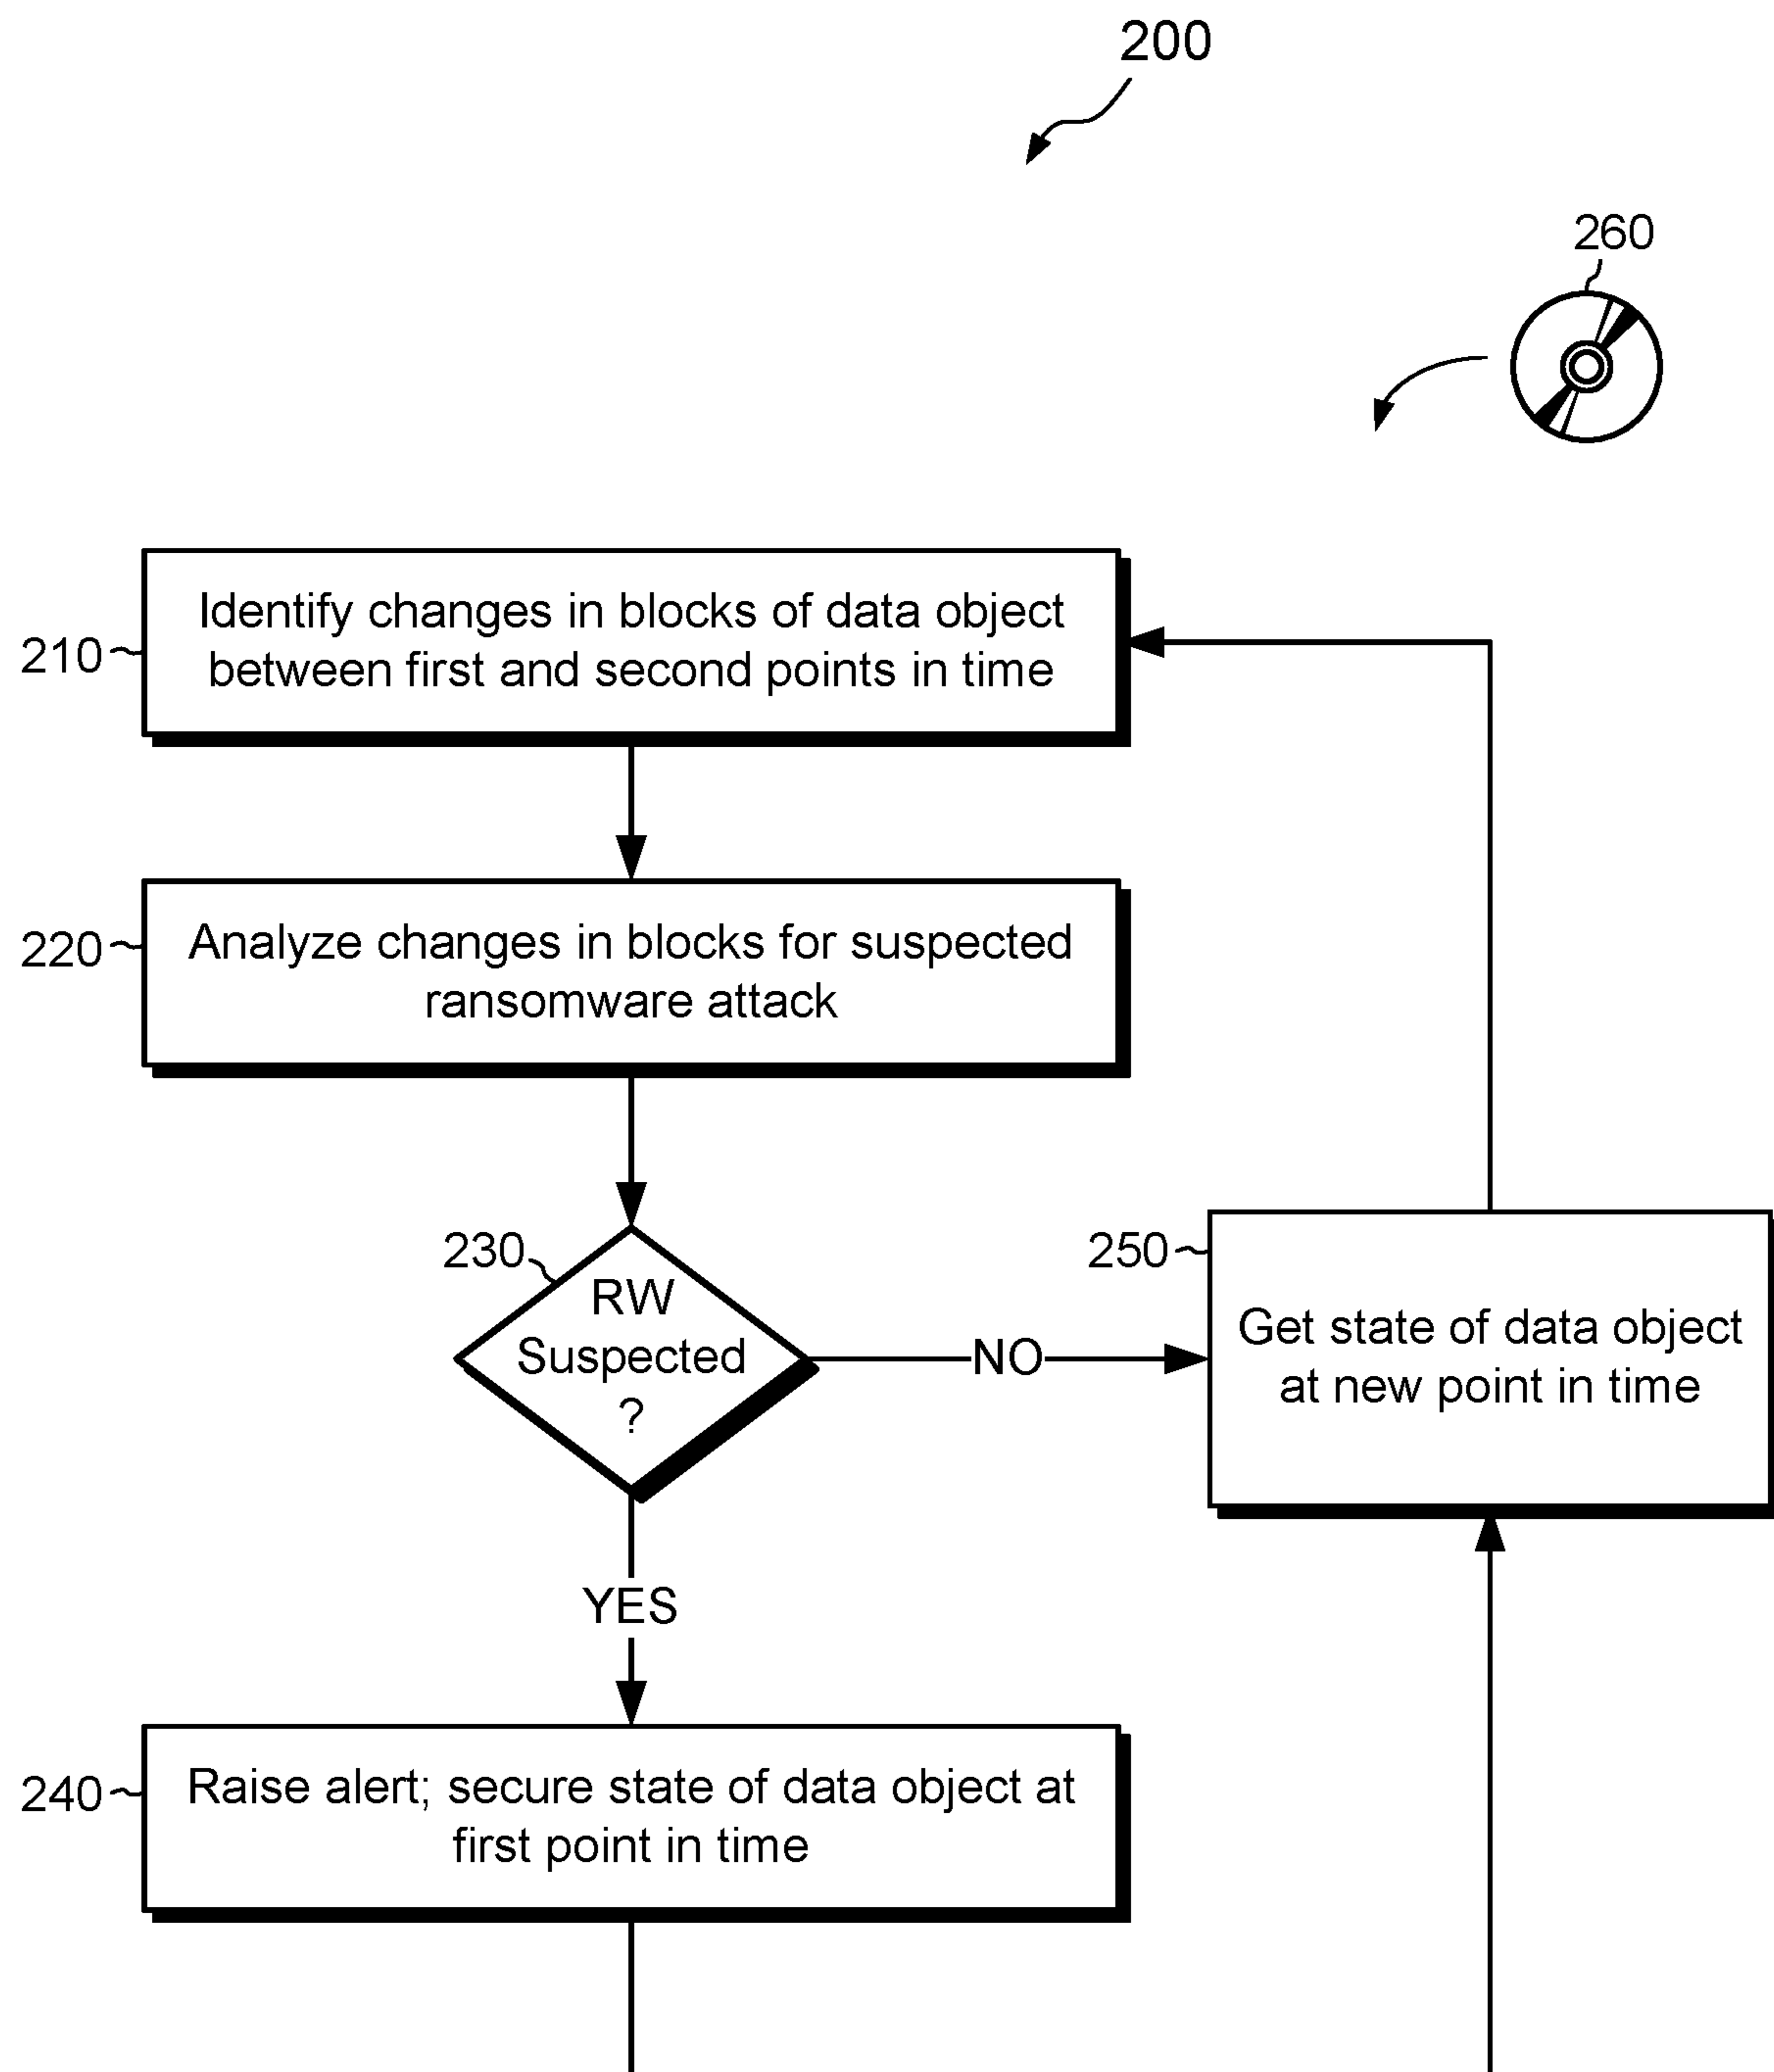 200
260
210
Identify changes in blocks of data object
between first and second points in time
220
Analyze changes in blocks for suspected
ransomware attack
230
RW
Suspected
?
NO
250
Get state of data object
at new point in time
YES
240
Raise alert; secure state of data object at
first point in time